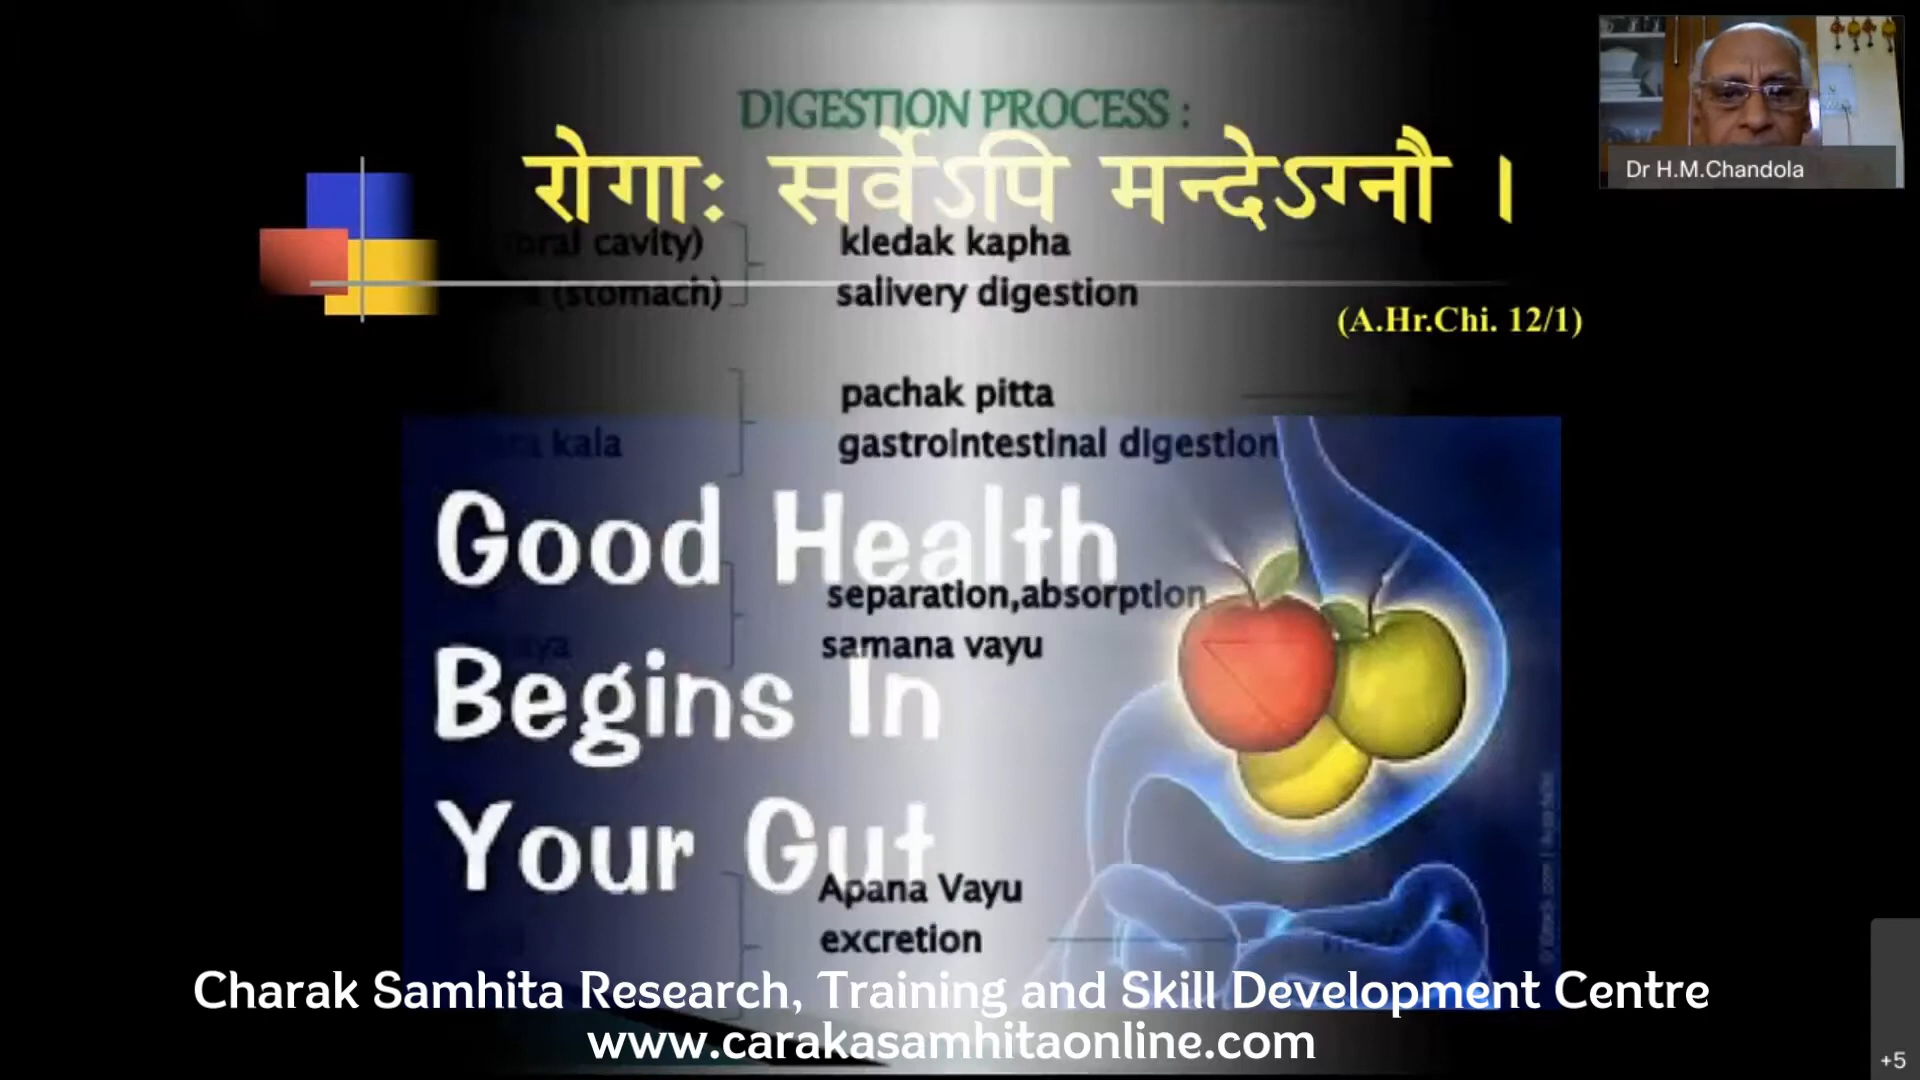 DIGESTION PROCESS :
रोगाः सर्वेऽपि मन्देऽग्नौ ।
Dr H.M.Chandola
oral cavity) kledak kapha
(stomach) salivery digestion
(A.Hr.Chi. 12/1)
pachak pitta
kala gastrointestinal digestion
Good Health
separation,absorption
samana vayu
Begins In
Your Gut
Apana Vayu
excretion
Charak Samhita Research, Training and Skill Development Centre
www.carakasamhitaonline.com
+5